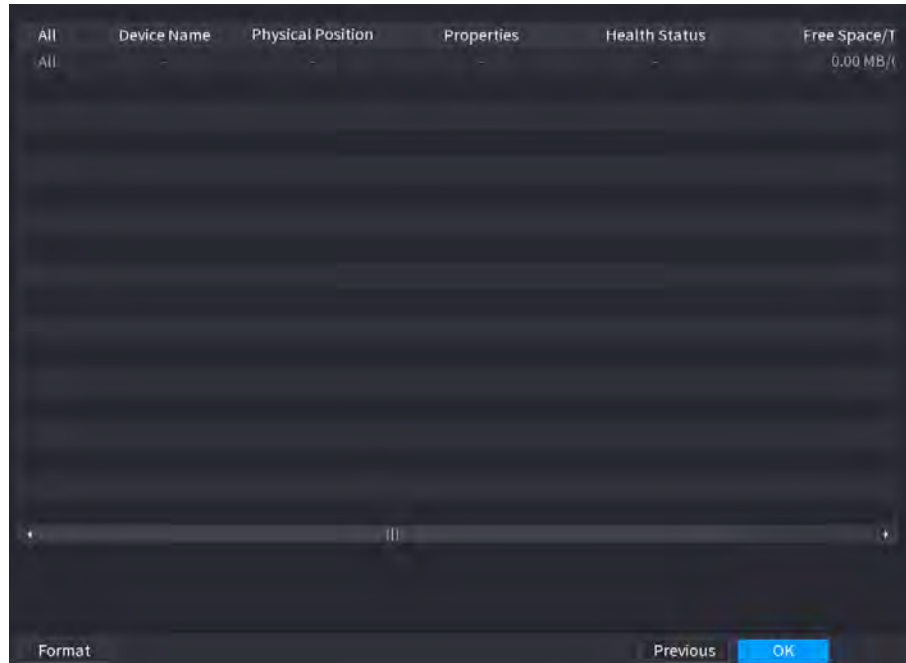 All Device Name Physical Position Properties Health Status Free Space/T
All - - - - 0.00 MB/(
Format Previous OK